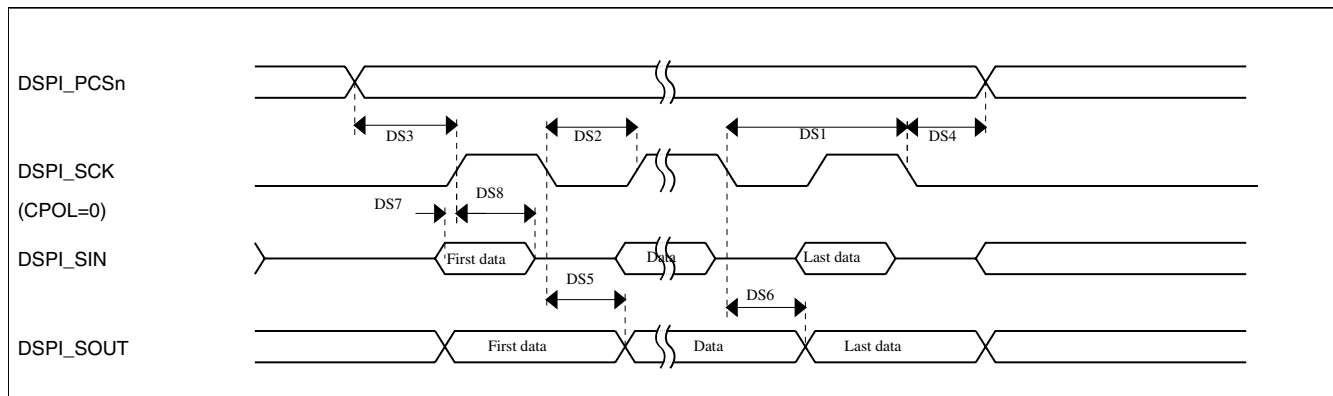 DSPI_PCSn
DS3
DS2
DS1
DS4
DSPI_SCK
(CPOL=0)
DS7
DS8
DSPI_SIN
First data
Data
Last data
DS5
DS6
DSPI_SOUT
First data
Data
Last data